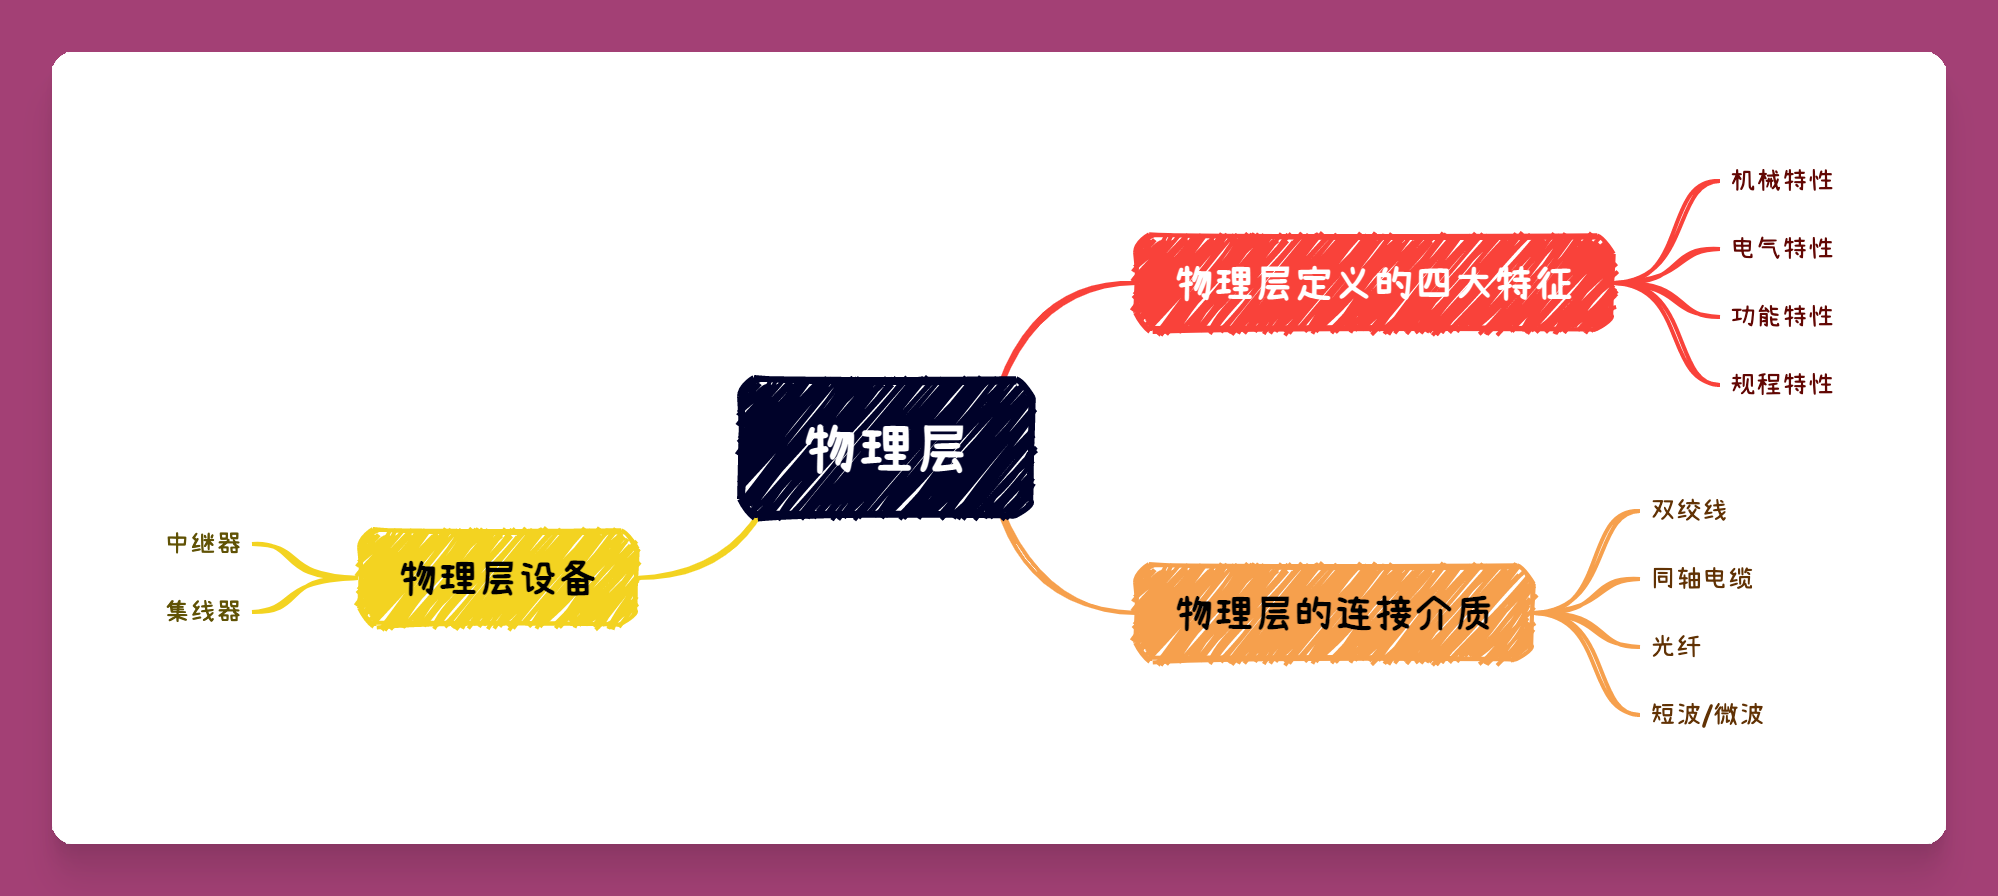 物理层
物理层定义的四大特征
机械特性
电气特性
功能特性
规程特性
物理层的连接介质
双绞线
同轴电缆
光纤
短波/微波
物理层设备
中继器
集线器